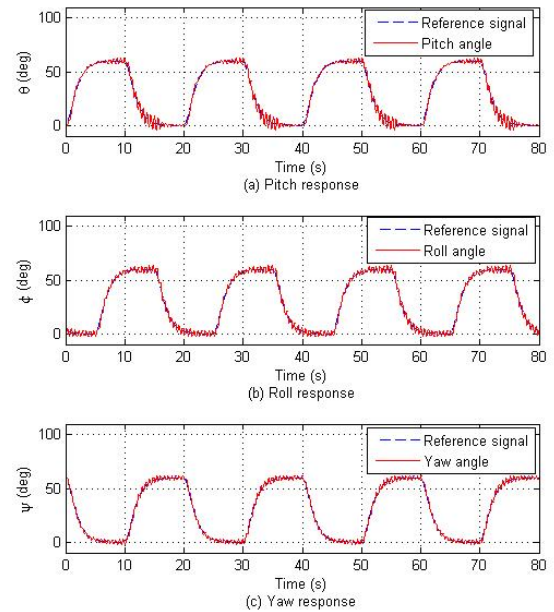 100
50
0
θ (deg)
Reference signal
Pitch angle
0 10 20 30 40 50 60 70 80
Time (s)
(a) Pitch response
100
50
0
ϕ (deg)
Reference signal
Roll angle
0 10 20 30 40 50 60 70 80
Time (s)
(b) Roll response
100
50
0
ψ (deg)
Reference signal
Yaw angle
0 10 20 30 40 50 60 70 80
Time (s)
(c) Yaw response